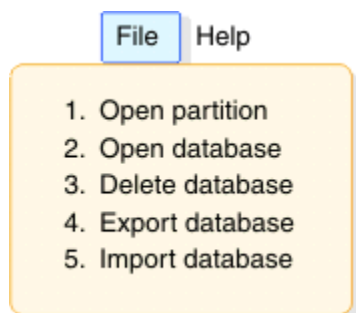 File Help
1. Open partition
2. Open database
3. Delete database
4. Export database
5. Import database